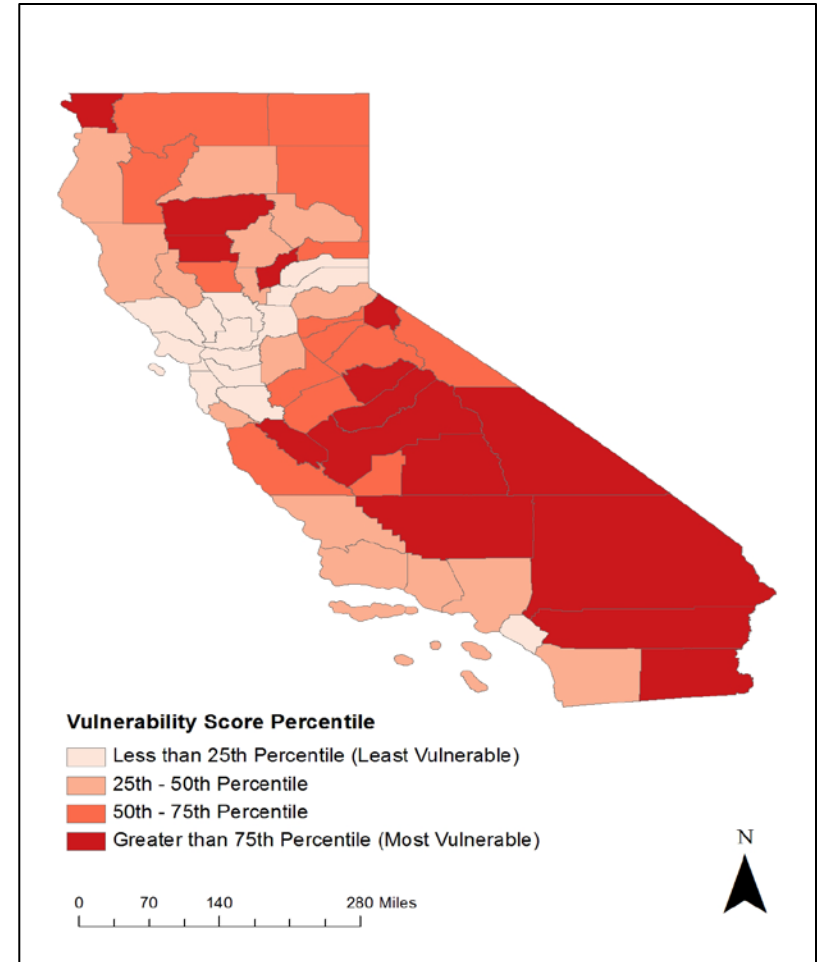 Vulnerability Score Percentile
Less than 25th Percentile (Least Vulnerable)
25th - 50th Percentile
50th - 75th Percentile
Greater than 75th Percentile (Most Vulnerable)
N
0 70 140 280 Miles